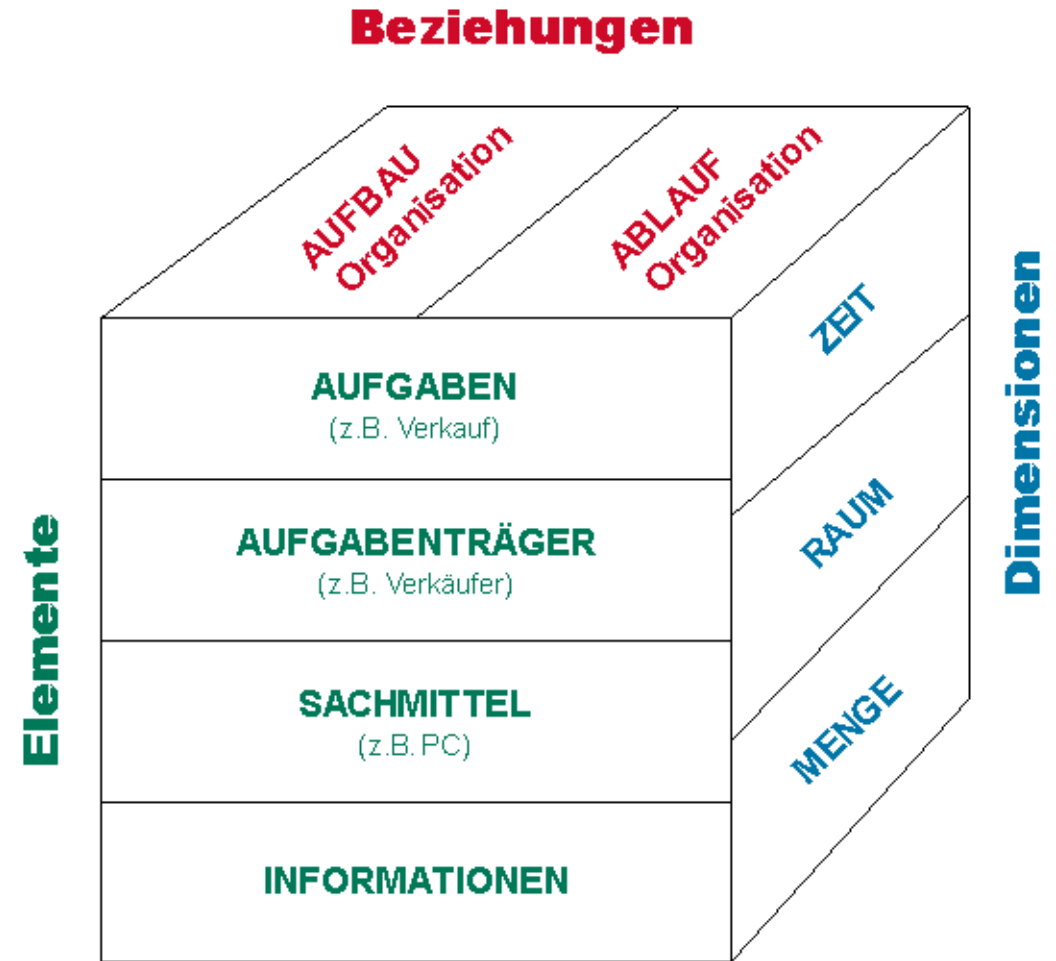 Beziehungen
AUFBAU
Organisation
ABLAUF
Organisation
Elemente
AUFGABEN
(z.B. Verkauf)
AUFGABENTRÄGER
(z.B. Verkäufer)
SACHMITTEL
(z.B. PC)
INFORMATIONEN
ZEIT
RAUM
MENGE
Dimensionen